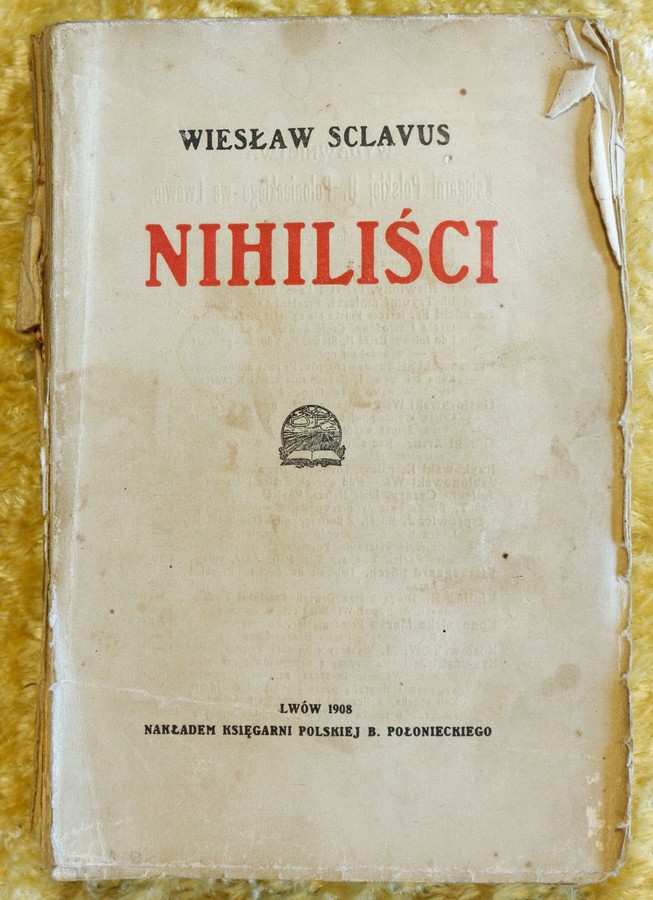 WIESŁAW SCLAVUS
NIHILIŚCI
LWÓW 1908
NAKŁADEM KSIĘGARNI POLSKIEJ B. POŁONIECKIEGO